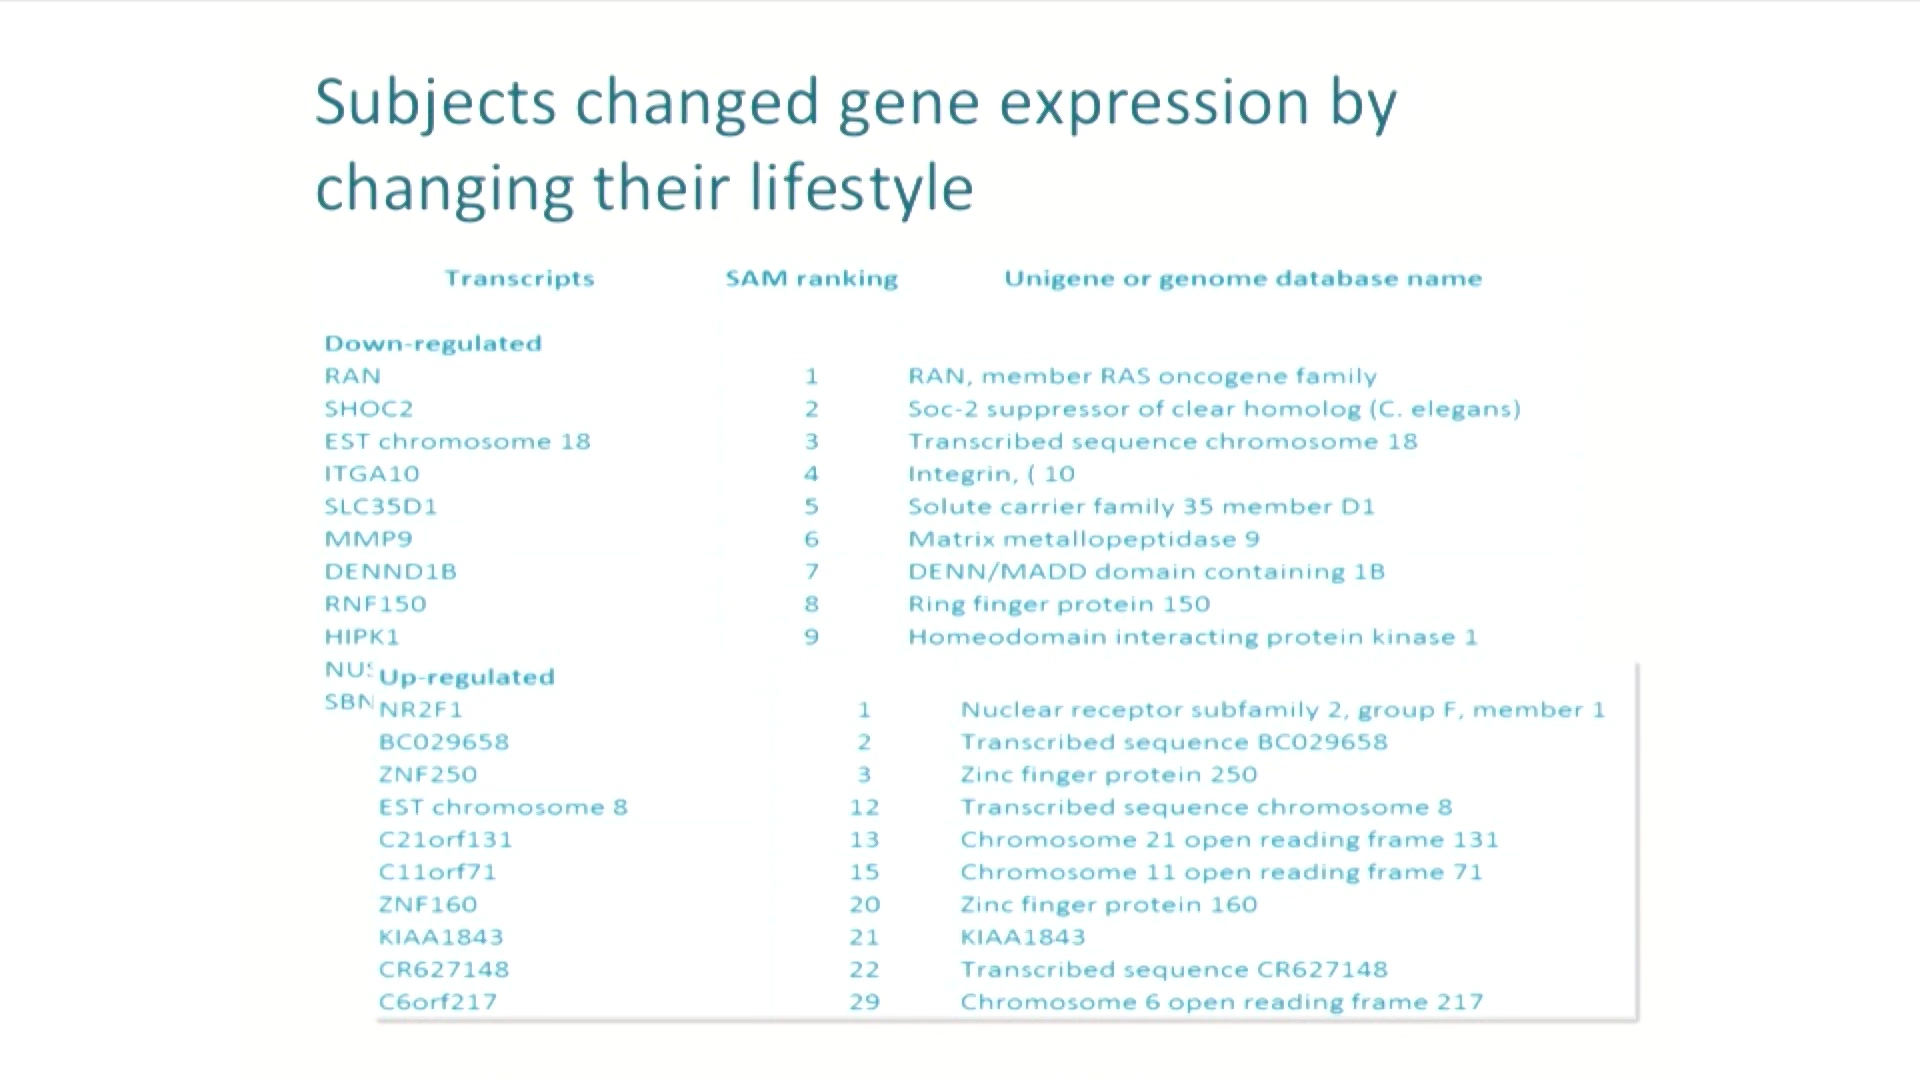 Subjects changed gene expression by
changing their lifestyle
Transcripts SAM ranking Unigene or genome database name
Down-regulated
RAN 1 RAN, member RAS oncogene family
SHOC2 2 Soc-2 suppressor of clear homolog (C. elegans)
EST chromosome 18 3 Transcribed sequence chromosome 18
ITGA10 4 Integrin, ( 10
SLC35D1 5 Solute carrier family 35 member D1
MMP9 6 Matrix metallopeptidase 9
DENND1B 7 DENN/MADD domain containing 1B
RNF150 8 Ring finger protein 150
HIPK1 9 Homeodomain interacting protein kinase 1
Up-regulated
NR2F1 1 Nuclear receptor subfamily 2, group F, member 1
BC029658 2 Transcribed sequence BC029658
ZNF250 3 Zinc finger protein 250
EST chromosome 8 12 Transcribed sequence chromosome 8
C21orf131 13 Chromosome 21 open reading frame 131
C11orf71 15 Chromosome 11 open reading frame 71
ZNF160 20 Zinc finger protein 160
KIAA1843 21 KIAA1843
CR627148 22 Transcribed sequence CR627148
C6orf217 29 Chromosome 6 open reading frame 217